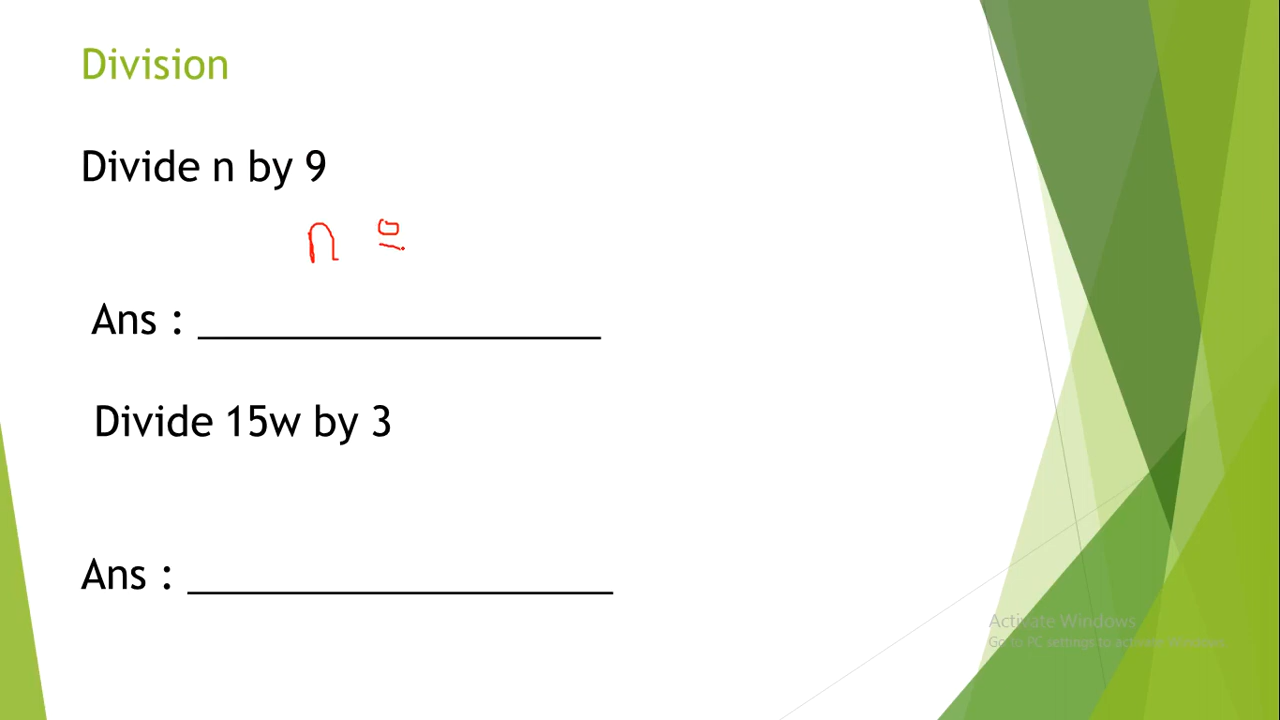 Division
Divide n by 9
n
Ans : ___________________
Divide 15w by 3
Ans : ____________________
Activate Windows
Go to PC settings to activate Windows.